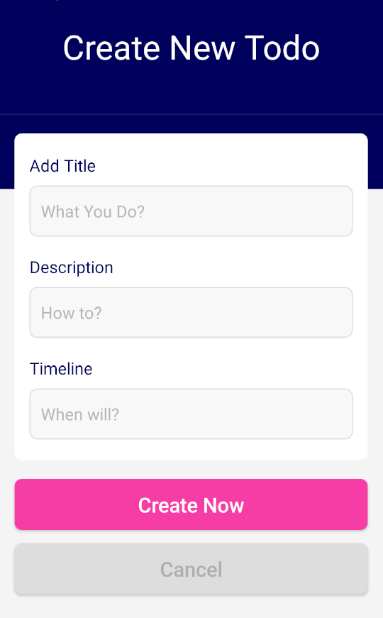 Create New Todo
Add Title
What You Do?
Description
How to?
Timeline
When will?
Create Now
Cancel